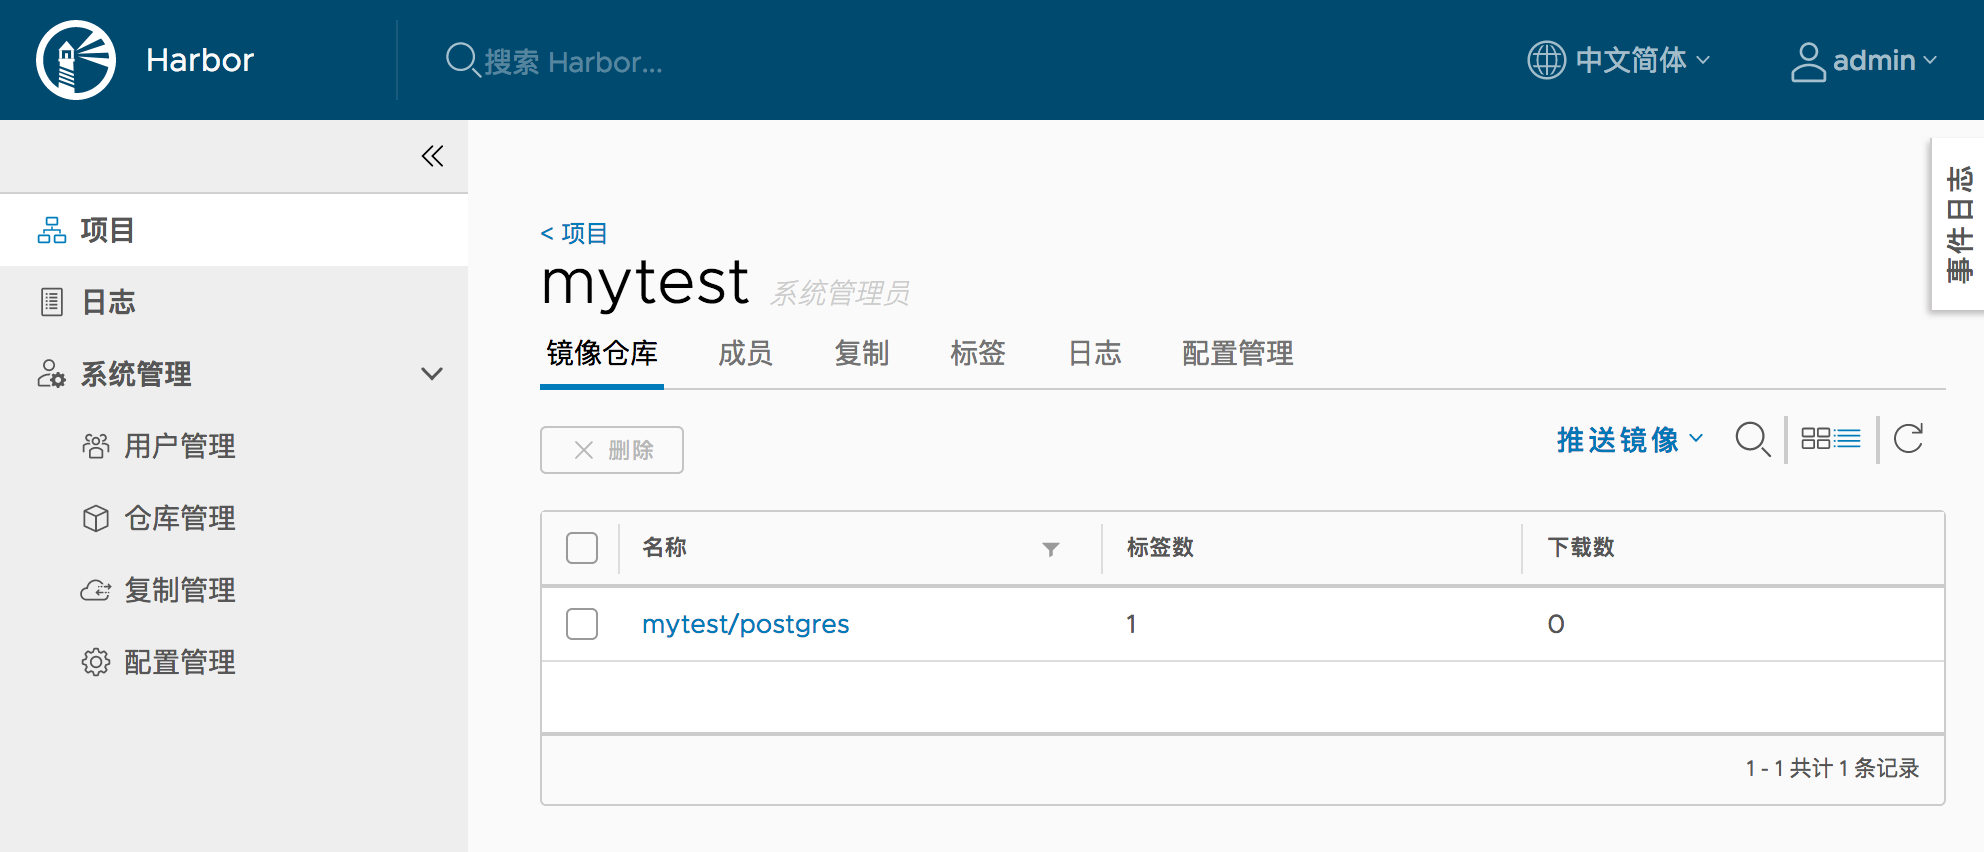 Harbor
搜索 Harbor...
中文简体
admin
项目
日志
系统管理
用户管理
仓库管理
复制管理
配置管理
事件日志
< 项目
mytest 系统管理员
镜像仓库 成员 复制 标签 日志 配置管理
删除
推送镜像
名称 标签数 下载数
mytest/postgres 1 0
1 - 1 共计 1 条记录